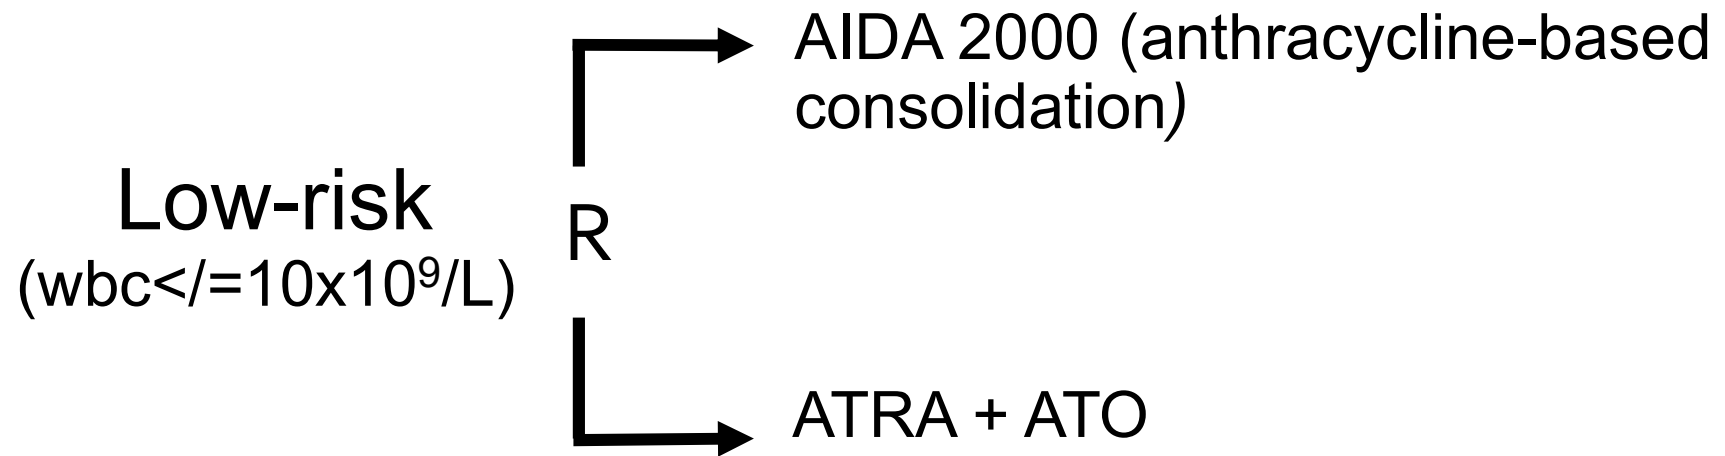 AIDA 2000 (anthracycline-based
consolidation)
Low-risk
(wbc</=10x10⁹/L)
R
ATRA + ATO